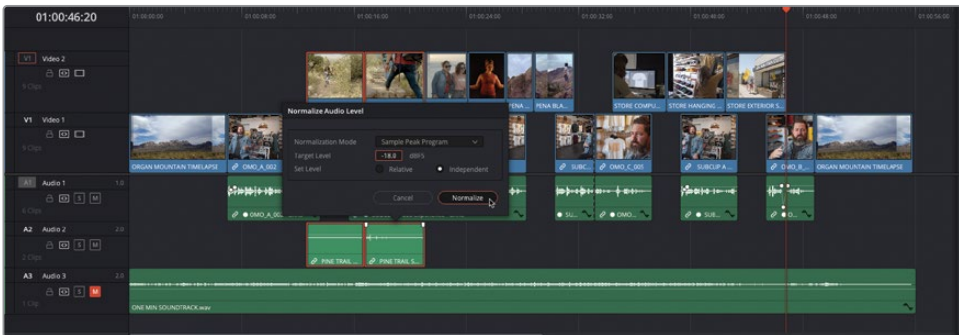 01:00:46:20
01:00:00:00 01:00:08:00 01:00:16:00 01:00:24:00 01:00:32:00 01:00:40:00 01:00:48:00 01:00:56:00
V1 Video 2
9 Clips
PENA ... PENA BLA... STORE COMPU... STORE HANGING ... STORE EXTERIOR S...
Normalize Audio Level
Normalization Mode Sample Peak Program
Target Level -18.0 dBFS
Set Level Relative Independent
Cancel Normalize
V1 Video 1
9 Clips
ORGAN MOUNTAIN TIMELAPSE OMO_A_002 SUBC... OMO_C_005 SUBCLIP A ... ORGAN MOUNTAIN TIMELAPSE
A1 Audio 1 1.0
S M
6 Clips
SU... OMO... SUB... O...
A2 Audio 2 2.0
S M
2 Clips
PINE TRAIL ... PINE TRAIL S...
A3 Audio 3 2.0
S M
1 Clip
ONE MIN SOUNDTRACK.wav